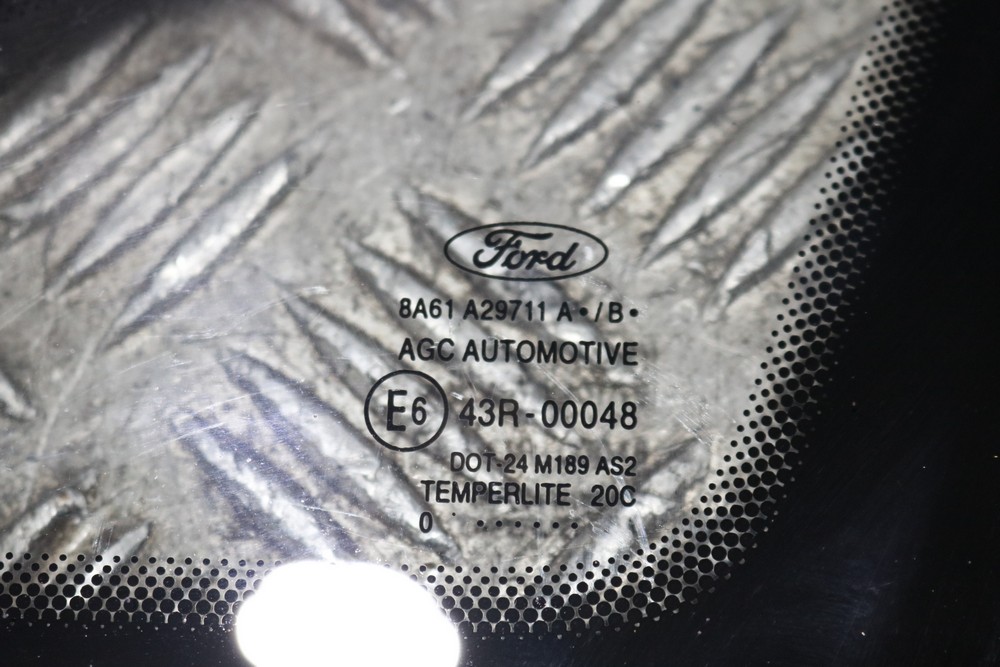 Ford
8A61 A29711 A•/B•
AGC AUTOMOTIVE
E6 43R-00048
DOT-24 M189 AS2
TEMPERLITE 20C
0 . ........